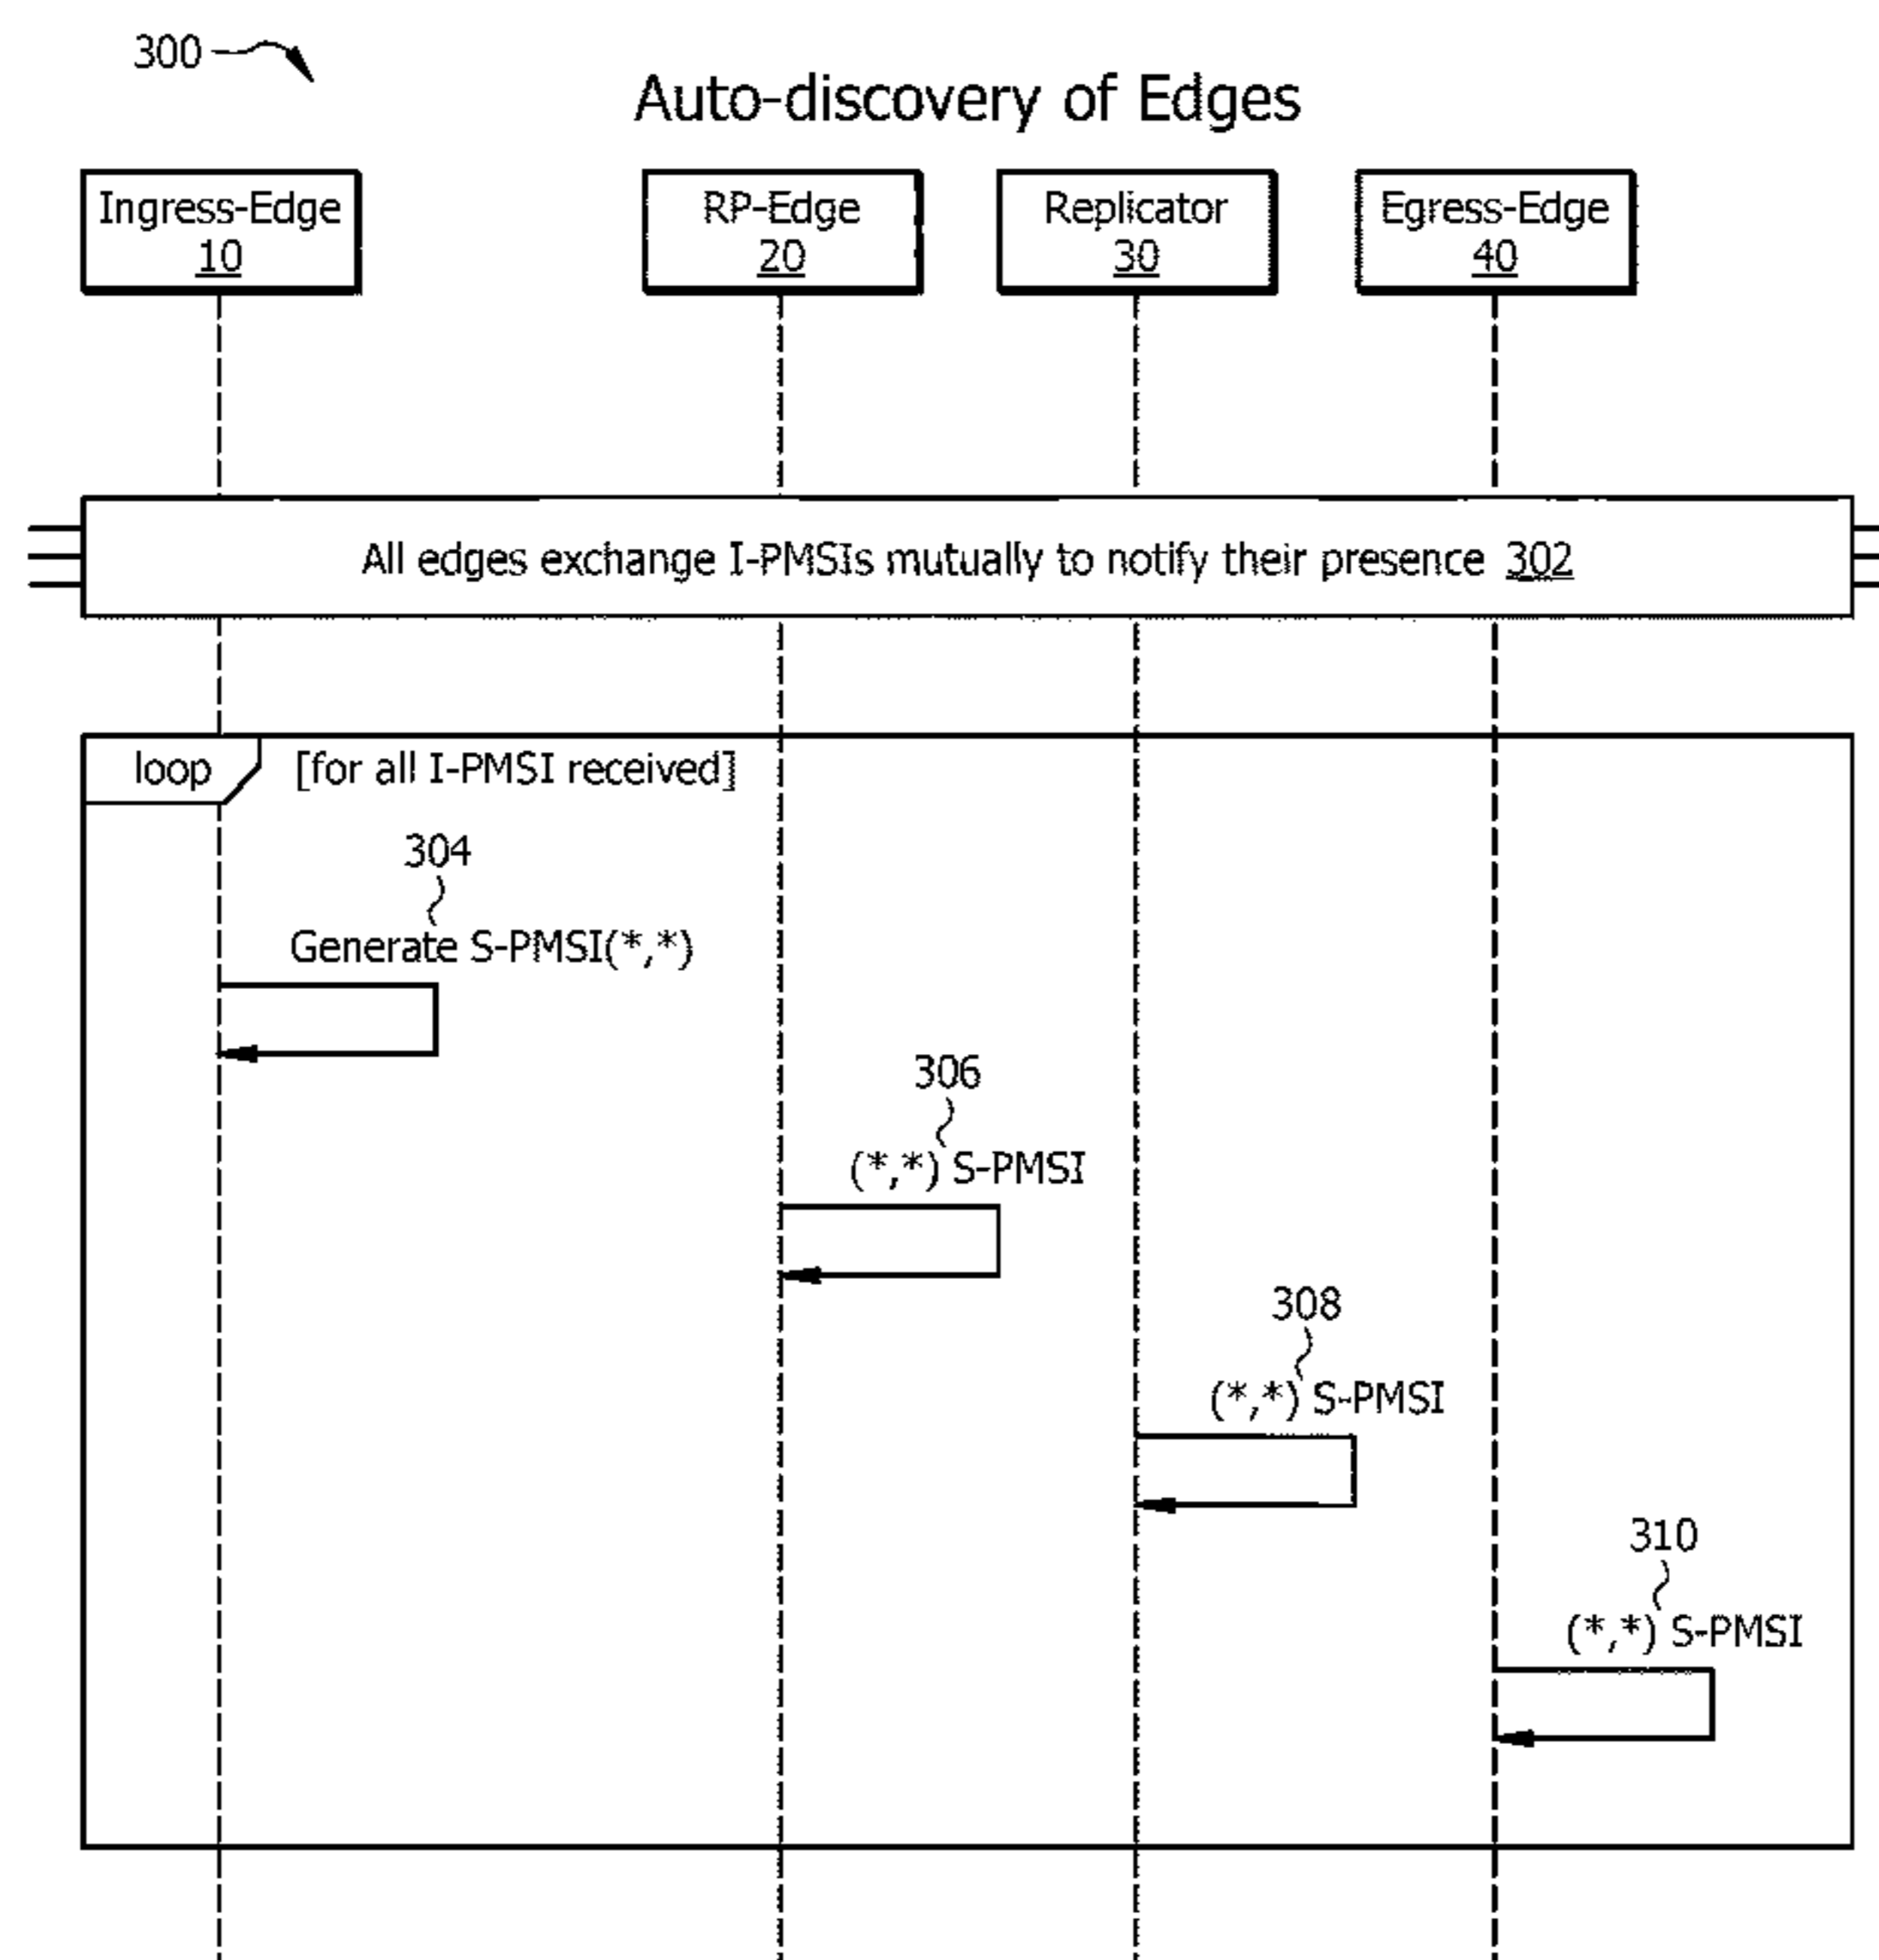 300
Auto-discovery of Edges
Ingress-Edge
10
RP-Edge
20
Replicator
30
Egress-Edge
40
All edges exchange I-PMSIs mutually to notify their presence 302
loop [for all I-PMSI received]
304
Generate S-PMSI(*,*)
306
(*,*) S-PMSI
308
(*,*) S-PMSI
310
(*,*) S-PMSI